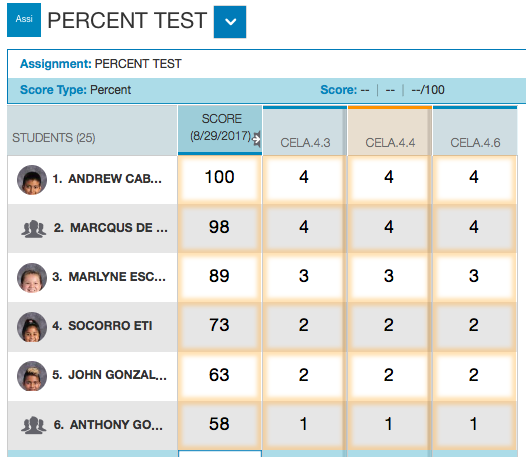 Assi PERCENT TEST
Assignment: PERCENT TEST
Score Type: Percent Score: -- | -- | --/100
STUDENTS (25) SCORE (8/29/2017) CELA.4.3 CELA.4.4 CELA.4.6
1. ANDREW CAB... 100 4 4 4
2. MARCQUS DE ... 98 4 4 4
3. MARLYNE ESC... 89 3 3 3
4. SOCORRO ETI 73 2 2 2
5. JOHN GONZAL... 63 2 2 2
6. ANTHONY GO... 58 1 1 1